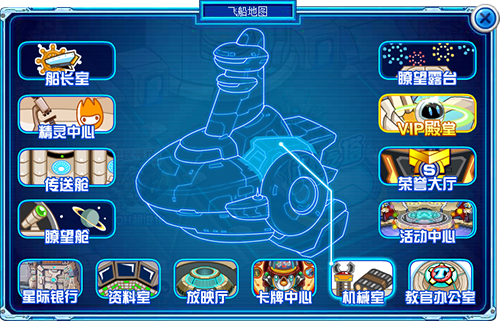 飞船地图
船长室
瞭望露台
精灵中心
VIP殿堂
传送舱
S
荣誉大厅
瞭望舱
活动中心
星际银行
资料室
放映厅
卡牌中心
机械室
教官办公室